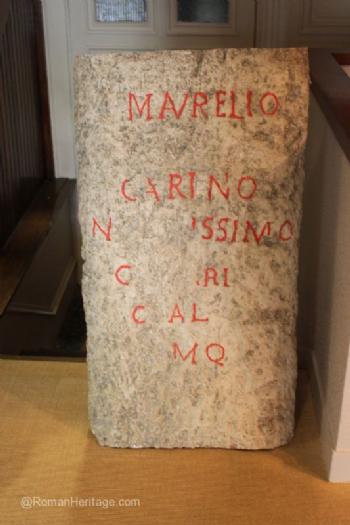 MAVRELIO
CARINO
N ISSIMO
C RI
C AL
MQ
@RomanHeritage.com